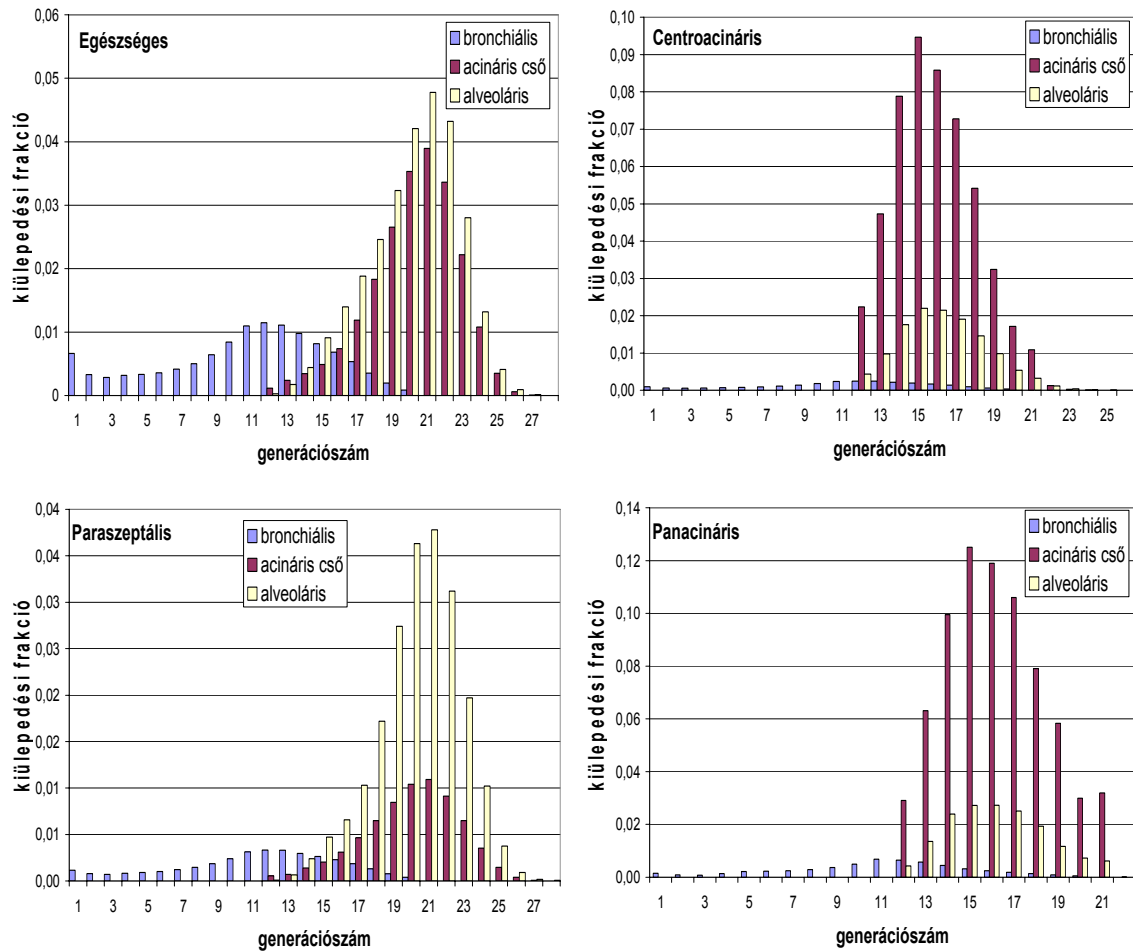 Egészséges
bronchiális
acináris cső
alveoláris
kiülepedési frakció
0,06
0,05
0,04
0,03
0,02
0,01
0
1 3 5 7 9 11 13 15 17 19 21 23 25 27
generációszám
Centroacináris
bronchiális
acináris cső
alveoláris
kiülepedési frakció
0,10
0,09
0,08
0,07
0,06
0,05
0,04
0,03
0,02
0,01
0,00
1 3 5 7 9 11 13 15 17 19 21 23 25
generációszám
Paraszeptális
bronchiális
acináris cső
alveoláris
kiülepedési frakció
0,04
0,04
0,03
0,03
0,02
0,02
0,01
0,01
0,00
1 3 5 7 9 11 13 15 17 19 21 23 25 27
generációszám
Panacináris
bronchiális
acináris cső
alveoláris
kiülepedési frakció
0,14
0,12
0,10
0,08
0,06
0,04
0,02
0,00
1 3 5 7 9 11 13 15 17 19 21
generációszám